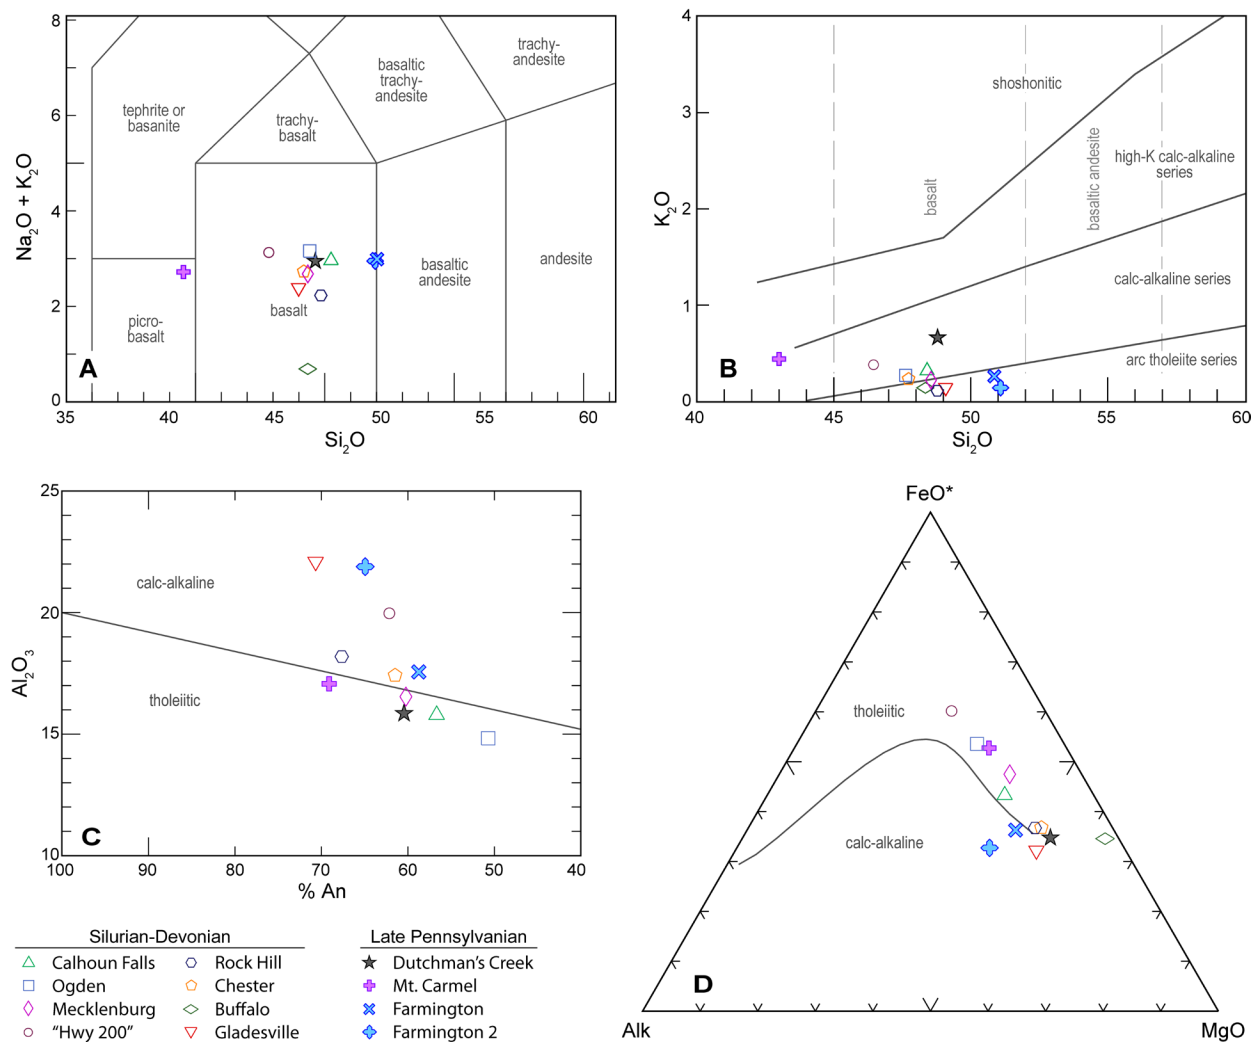 8
6
4
2
0
Na2O + K2O
tephrite or
basanite
trachy-
basalt
basaltic
trachy-
andesite
trachy-
andesite
picro-
basalt
basalt
basaltic
andesite
andesite
A
35
40
45
50
55
60
Si2O
4
3
2
1
0
K2O
shoshonitic
basalt
basaltic andesite
high-K calc-alkaline
series
calc-alkaline series
arc tholeiite series
B
40
45
50
55
60
Si2O
25
20
15
10
Al2O3
calc-alkaline
tholeiitic
C
100
90
80
70
60
50
40
% An
FeO*
tholeiitic
calc-alkaline
D
Alk
MgO
Silurian-Devonian
Calhoun Falls
Ogden
Mecklenburg
“Hwy 200”
Rock Hill
Chester
Buffalo
Gladesville
Late Pennsylvanian
Dutchman's Creek
Mt. Carmel
Farmington
Farmington 2